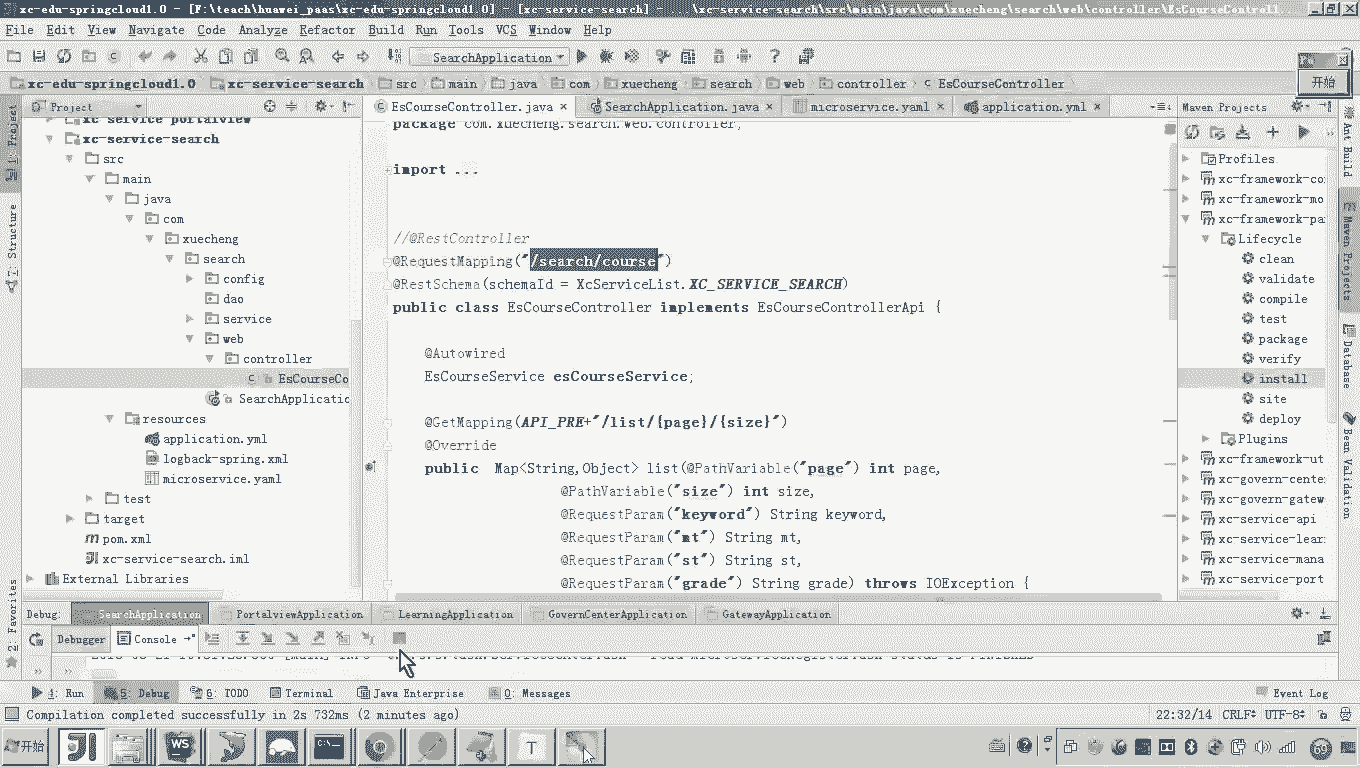 xc-edu-springcloud1.0 - [F:\teach\huawei_paas\xc-edu-springcloud1.0] - [xc-service-search] - ...\xc-service-search\src\main\java\com\xuecheng\search\web\controller\EsCourseControll
File Edit View Navigate Code Analyze Refactor Build Run Tools VCS Window Help
SearchApplication
xc-edu-springcloud1.0 xc-service-search src main java com xuecheng search web controller EsCourseController
开始
Project
EsCourseController.java SearchApplication.java microservice.yaml application.yml
Maven Projects
1: Project
7: Structure
2: Favorites
xc-service-portalview
xc-service-search
src
main
java
com
xuecheng
search
config
dao
service
web
controller
EsCourseCo
SearchApplicatio
resources
application.yml
logback-spring.xml
microservice.yaml
test
target
pom.xml
xc-service-search.iml
External Libraries
package com.xuecheng.search.web.controller;
import ...
//@RestController
@RequestMapping("/search/course")
@RestSchema(schemaId = XcServiceList.XC_SERVICE_SEARCH)
public class EsCourseController implements EsCourseControllerApi {
@Autowired
EsCourseService esCourseService;
@GetMapping(API_PRE+"/list/{page}/{size}")
@Override
public Map<String,Object> list(@PathVariable("page") int page,
@PathVariable("size") int size,
@RequestParam("keyword") String keyword,
@RequestParam("mt") String mt,
@RequestParam("st") String st,
@RequestParam("grade") String grade) throws IOException {
Profiles
xc-framework-co
xc-framework-mo
xc-framework-pa
Lifecycle
clean
validate
compile
test
package
verify
install
site
deploy
Plugins
xc-framework-ut
xc-govern-cente
xc-govern-gatew
xc-service-api
xc-service-lear
xc-service-mana
xc-service-port
Ant Build
Maven Projects
Database
Bean Validation
Debug: SearchApplication PortalviewApplication LearningApplication GovernCenterApplication GatewayApplication
Debugger Console
4: Run 5: Debug 6: TODO Terminal Java Enterprise 0: Messages Event Log
Compilation completed successfully in 2s 732ms (2 minutes ago) 22:32/14 CRLF UTF-8
开始 WS T 69